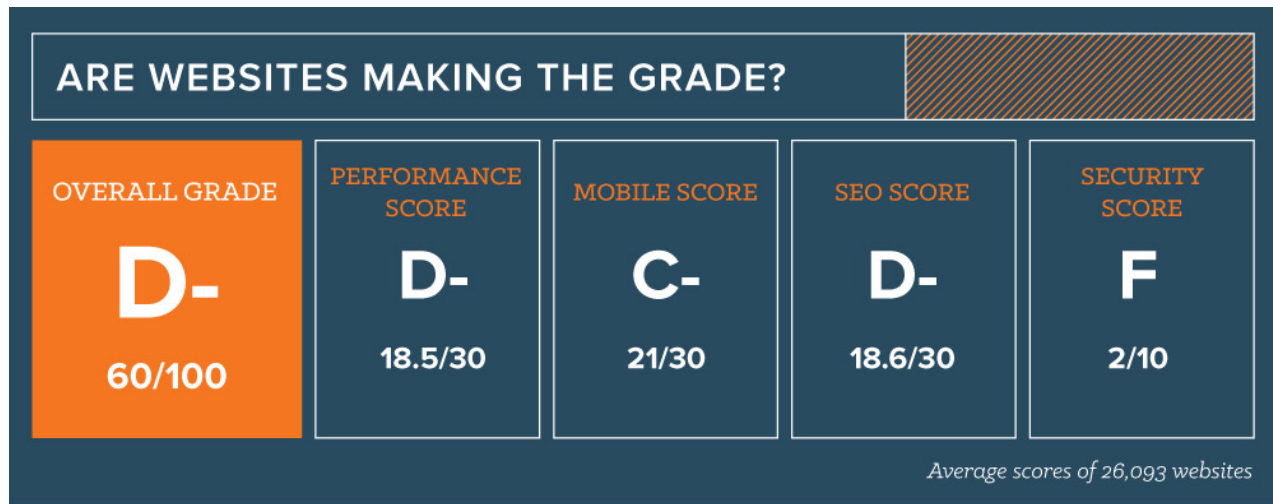 ARE WEBSITES MAKING THE GRADE?
OVERALL GRADE
D-
60/100
PERFORMANCE
SCORE
D-
18.5/30
MOBILE SCORE
C-
21/30
SEO SCORE
D-
18.6/30
SECURITY
SCORE
F
2/10
Average scores of 26,093 websites